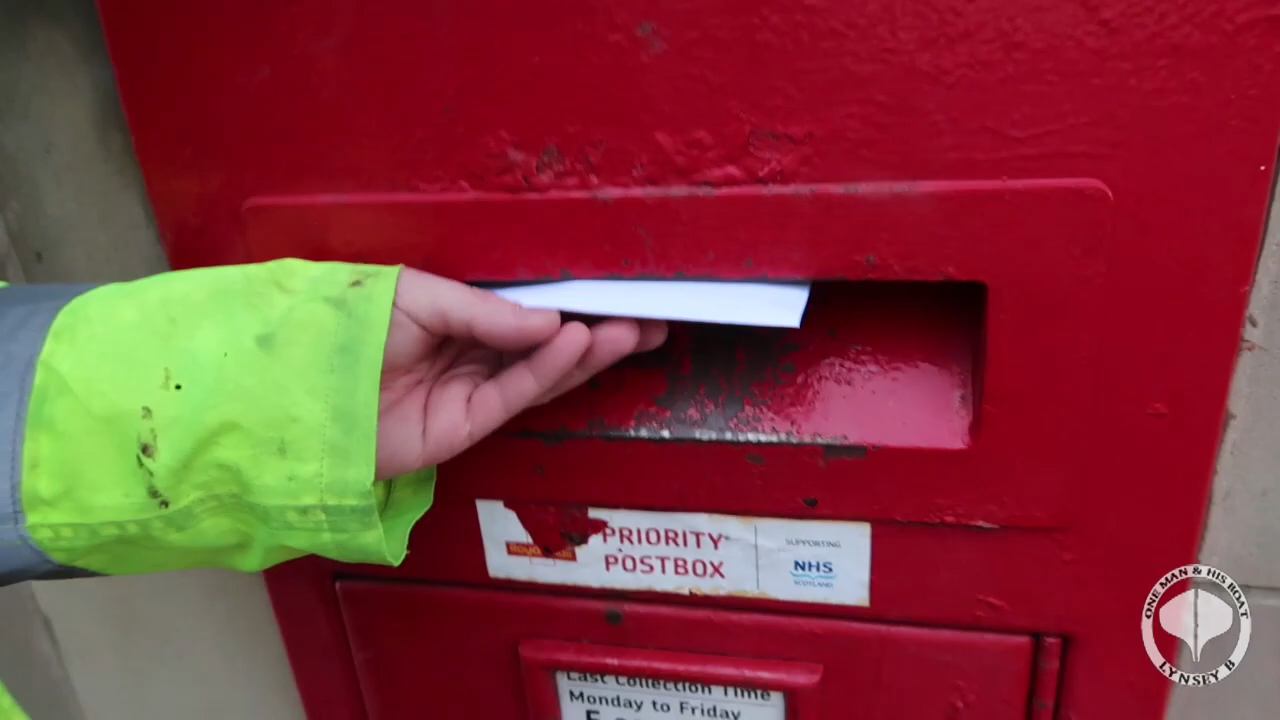 PRIORITY
POSTBOX
SUPPORTING
NHS
SCOTLAND
Last Collection Time
Monday to Friday
ONE MAN & HIS BOAT
LYNSEY B